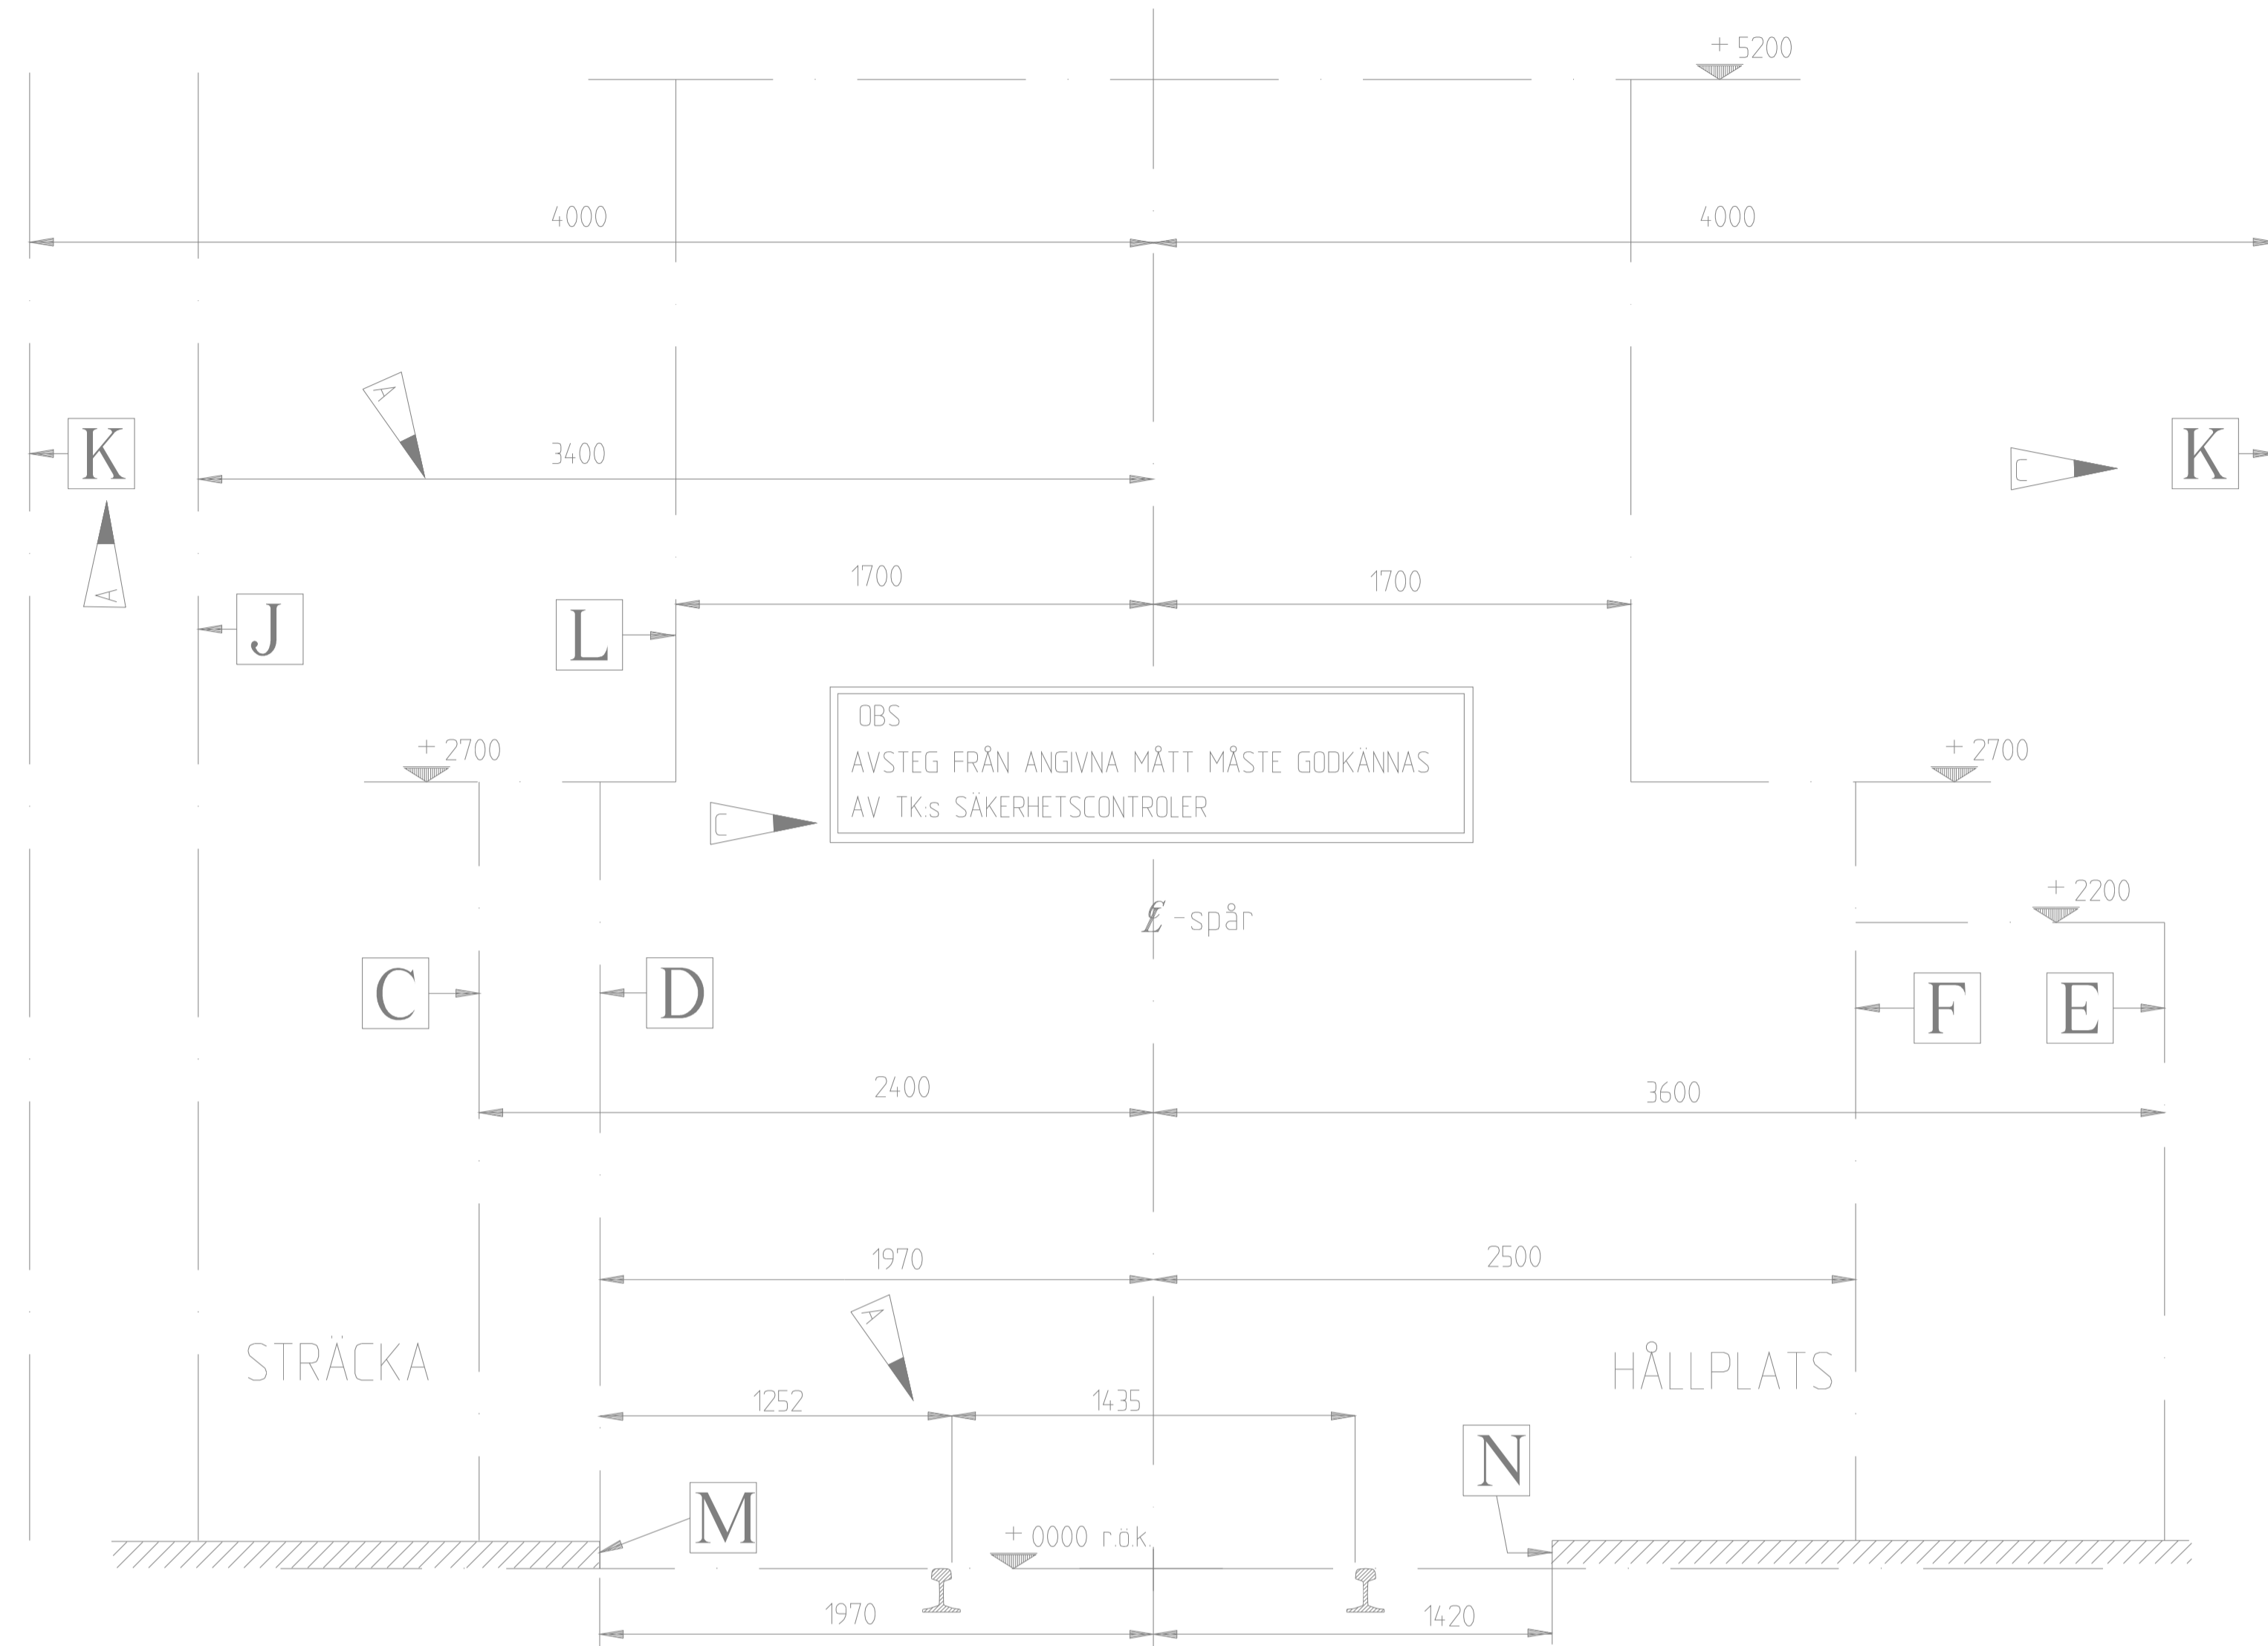 + 5200
4000
4000
A
K
3400
C
K
A
J
L
1700
1700
OBS
AVSTEG FRÅN ANGIVNA MÅTT MÅSTE GODKÄNNAS
AV TK:s SÄKERHETSCONTROLER
+ 2700
+ 2700
C
+ 2200
℄ -spår
C
D
F
E
2400
3600
1970
2500
A
STRÄCKA
HÅLLPLATS
1252
1435
N
M
+ 0000 r.ö.k.
1970
1420